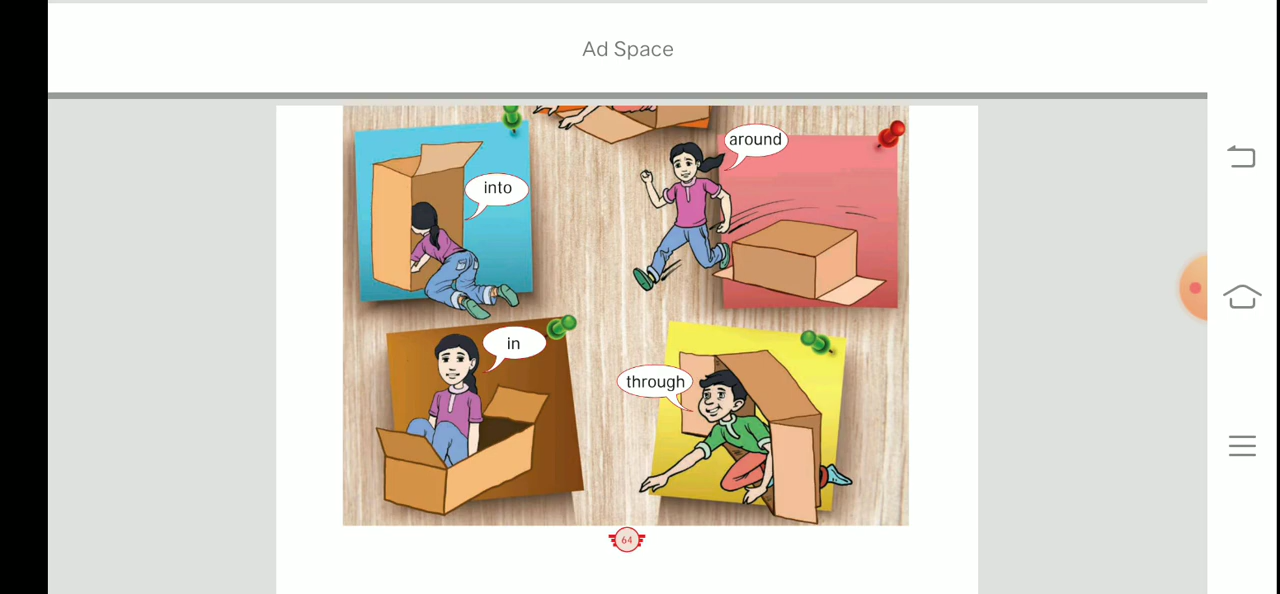 Ad Space
around
into
in
through
64